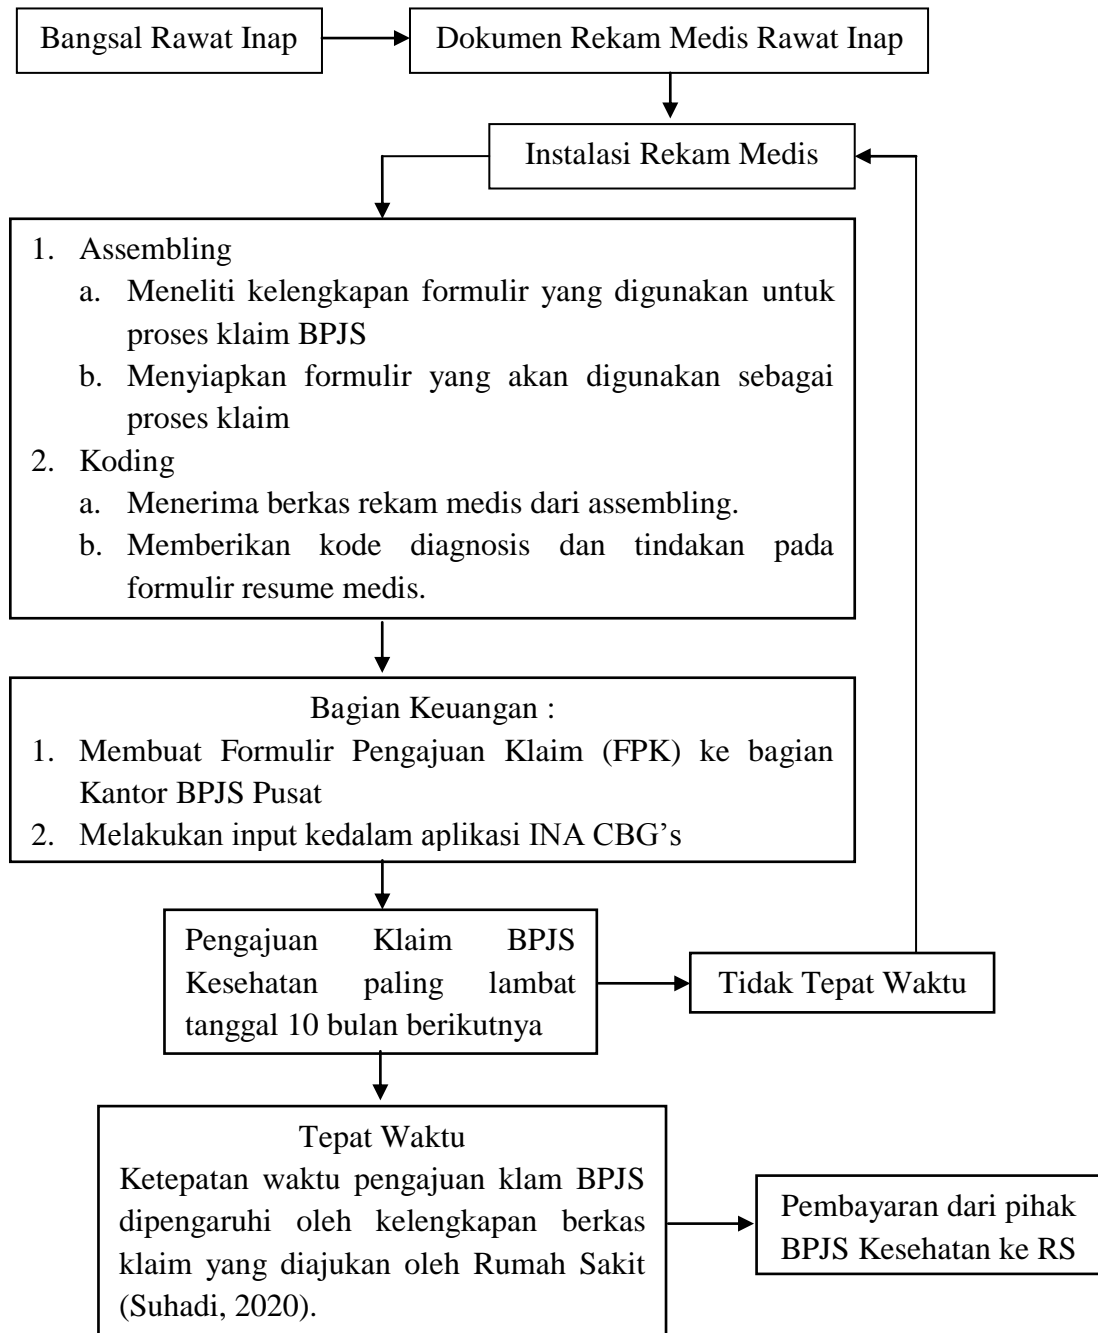 Bangsal Rawat Inap
Dokumen Rekam Medis Rawat Inap
Instalasi Rekam Medis
1. Assembling
a. Meneliti kelengkapan formulir yang digunakan untuk
proses klaim BPJS
b. Menyiapkan formulir yang akan digunakan sebagai
proses klaim
2. Koding
a. Menerima berkas rekam medis dari assembling.
b. Memberikan kode diagnosis dan tindakan pada
formulir resume medis.
Bagian Keuangan :
1. Membuat Formulir Pengajuan Klaim (FPK) ke bagian
Kantor BPJS Pusat
2. Melakukan input kedalam aplikasi INA CBG’s
Pengajuan Klaim BPJS
Kesehatan paling lambat
tanggal 10 bulan berikutnya
Tidak Tepat Waktu
Tepat Waktu
Ketepatan waktu pengajuan klam BPJS
dipengaruhi oleh kelengkapan berkas
klaim yang diajukan oleh Rumah Sakit
(Suhadi, 2020).
Pembayaran dari pihak
BPJS Kesehatan ke RS